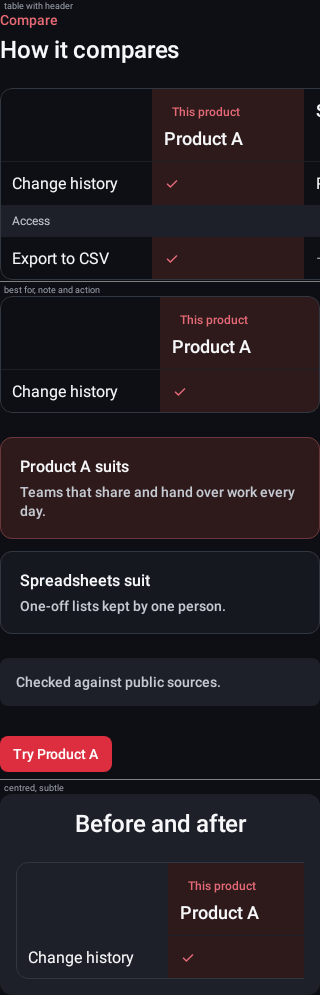 table with header
Compare
How it compares
This product
Product A
Change history
Access
Export to CSV
best for, note and action
This product
Product A
Change history
Product A suits
Teams that share and hand over work every
day.
Spreadsheets suit
One-off lists kept by one person.
Checked against public sources.
Try Product A
centred, subtle
Before and after
This product
Product A
Change history